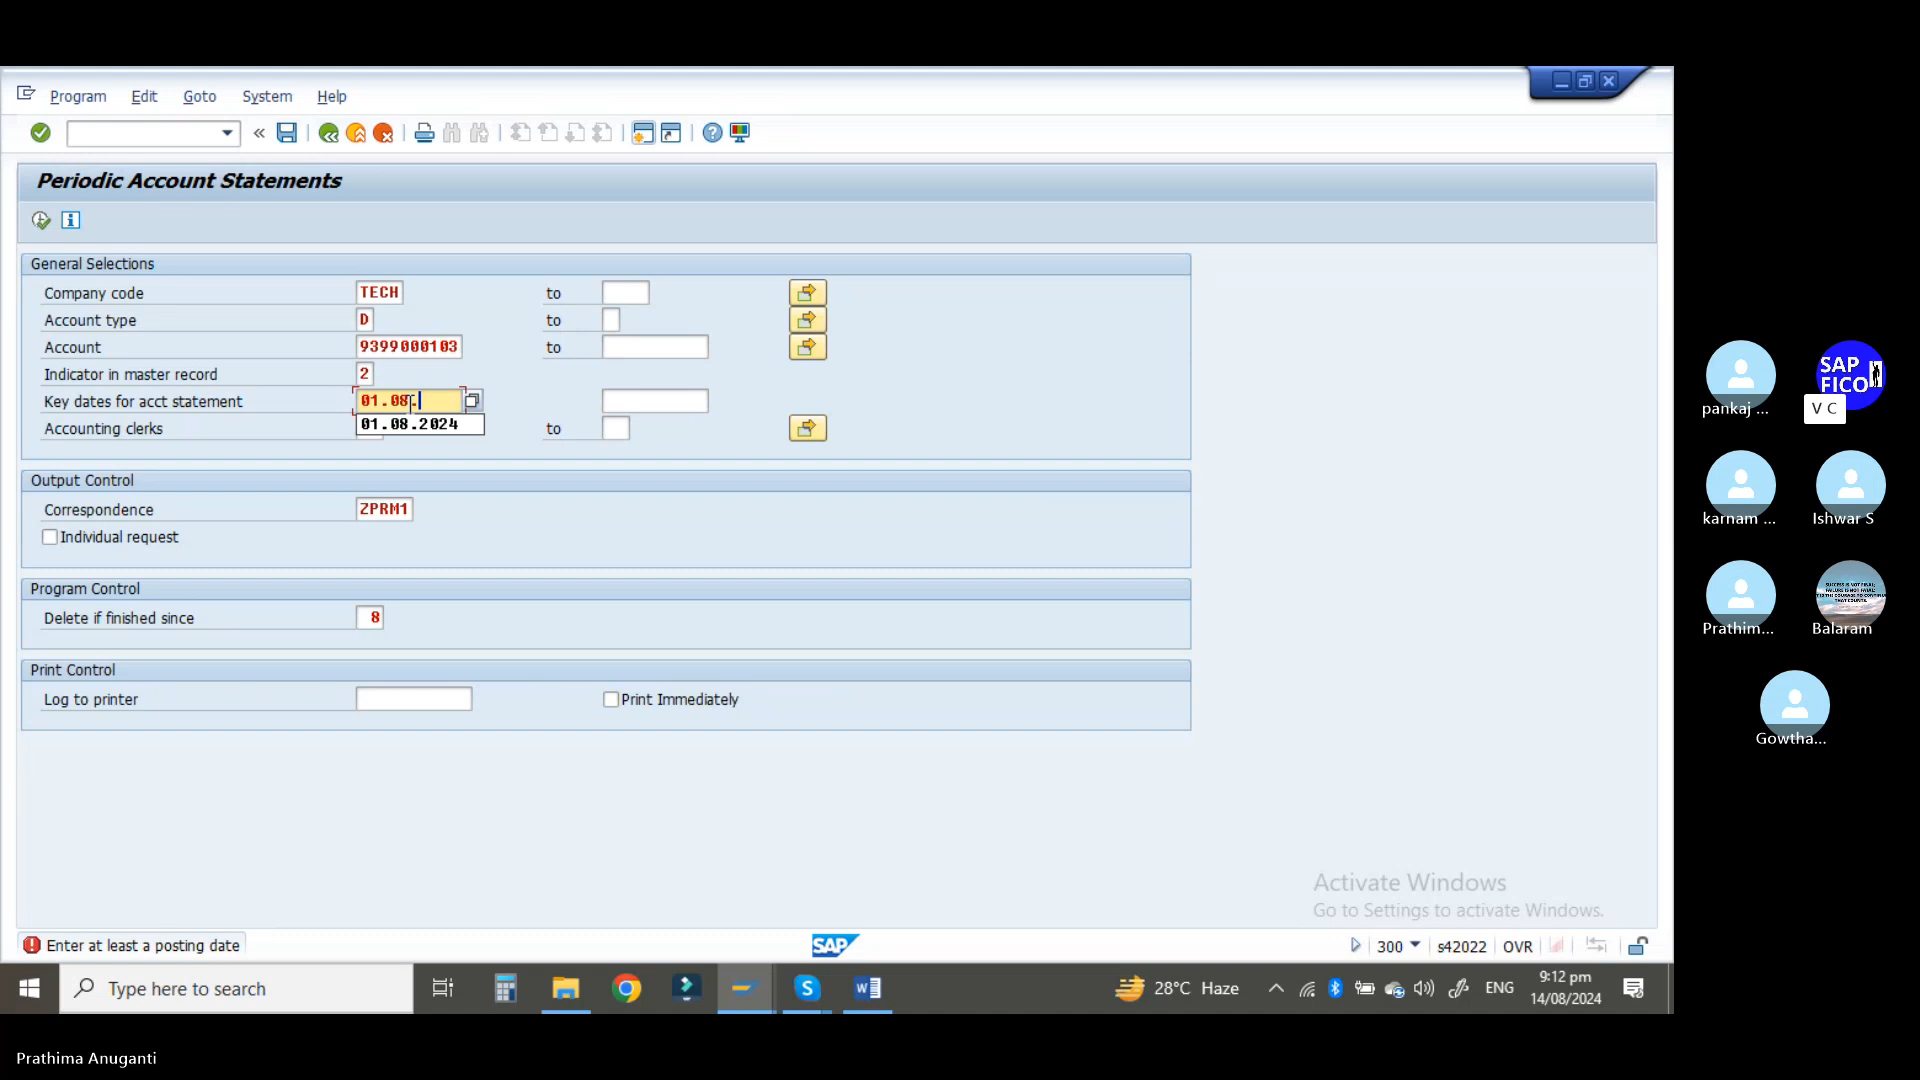 Program Edit Goto System Help
Periodic Account Statements
General Selections
Company code TECH to
Account type D to
Account 9399000103 to
Indicator in master record 2
Key dates for acct statement 01.08.
01.08.2024
Accounting clerks to
Output Control
Correspondence ZPRM1
Individual request
Program Control
Delete if finished since 8
Print Control
Log to printer Print Immediately
Activate Windows
Go to Settings to activate Windows.
Enter at least a posting date SAP 300 s42022 OVR
Type here to search 28°C Haze ENG 9:12 pm
14/08/2024
SAP
FICO
pankaj ... V C
karnam ... Ishwar S
Prathim... Balaram
Gowtha...
Prathima Anuganti